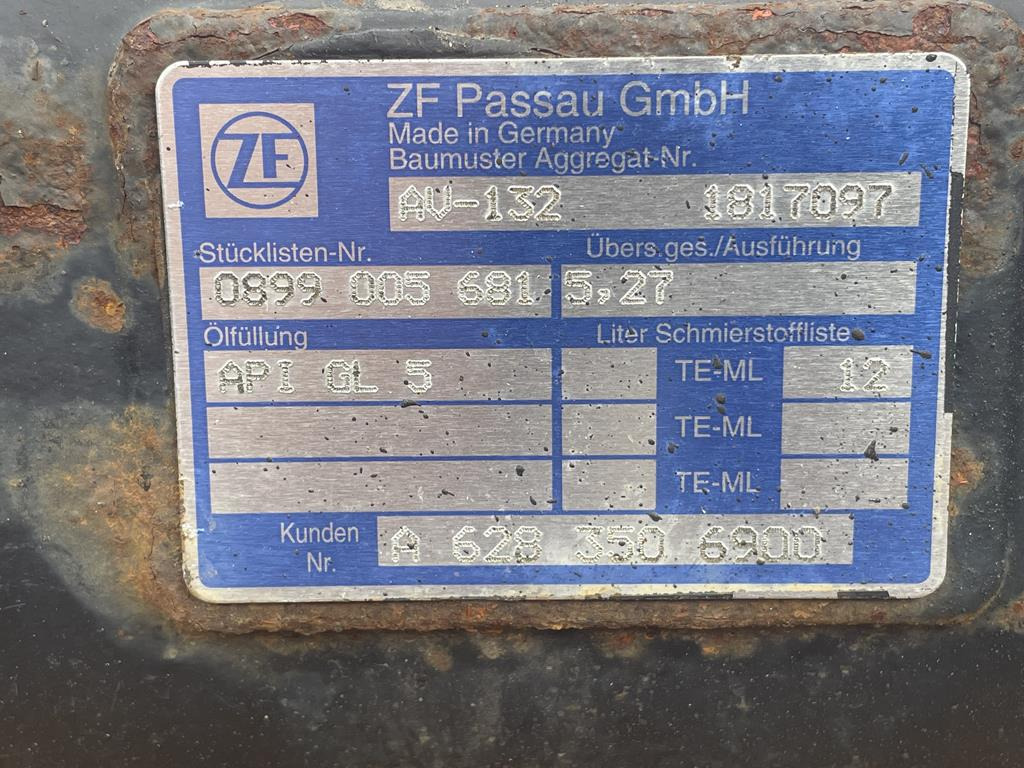 ZF
ZF Passau GmbH
Made in Germany
Baumuster Aggregat-Nr.
AV-132 1817097
Stücklisten-Nr. Übers.ges./Ausführung
0899 005 681 5,27
Ölfüllung Liter Schmierstoffliste
API GL 5 TE-ML 12
TE-ML
TE-ML
Kunden Nr. A 628 350 6900